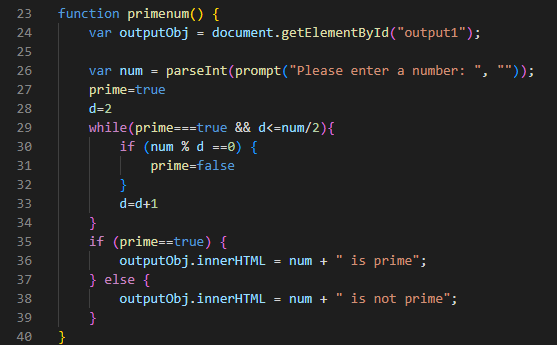 23 function primenum() {
24 var outputObj = document.getElementById("output1");
25
26 var num = parseInt(prompt("Please enter a number: ", ""));
27 prime=true
28 d=2
29 while(prime===true && d<=num/2){
30 if (num % d ==0) {
31 prime=false
32 }
33 d=d+1
34 }
35 if (prime==true) {
36 outputObj.innerHTML = num + " is prime";
37 } else {
38 outputObj.innerHTML = num + " is not prime";
39 }
40 }